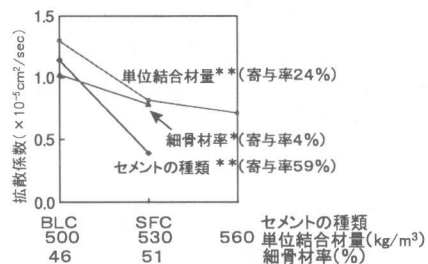 拡散係数(×10⁻⁵cm²/sec)
1.5
1.0
0.5
0.0
単位結合材量**(寄与率24%)
細骨材率*(寄与率4%)
セメントの種類**(寄与率59%)
BLC SFC セメントの種類
500 530 560 単位結合材量(kg/m³)
46 51 細骨材率(%)